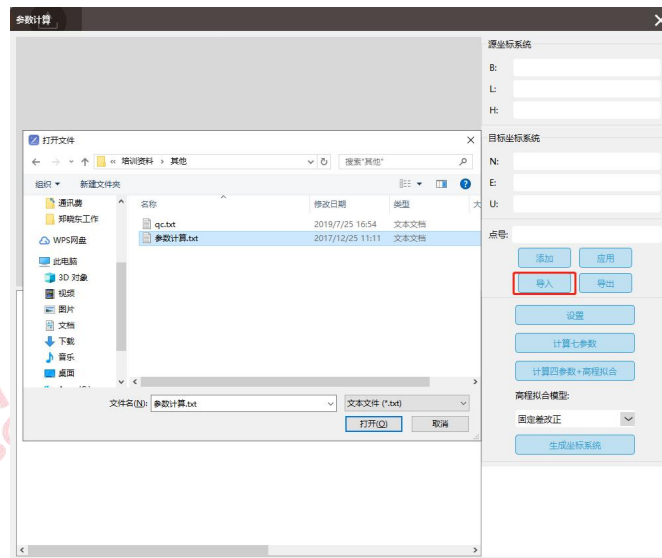 参数计算
源坐标系统
B:
L:
H:
目标坐标系统
N:
E:
U:
点号:
添加 应用
导入 导出
设置
计算七参数
计算四参数+高程拟合
高程拟合模型:
固定差改正
生成坐标系统
打开文件
« 培训资料 › 其他
搜索"其他"
组织 新建文件夹
名称 修改日期 类型 大
qc.txt 2019/7/25 16:54 文本文档
参数计算.txt 2017/12/25 11:11 文本文档
通讯费
郑晓东工作
WPS网盘
此电脑
3D 对象
视频
图片
文档
下载
音乐
桌面
文件名(N): 参数计算.txt 文本文件 (*.txt)
打开(O) 取消